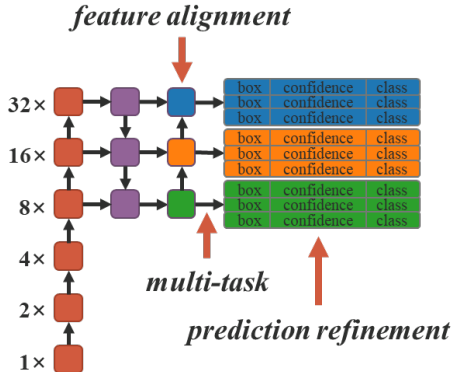 feature alignment
32×
box confidence class
box confidence class
box confidence class
16×
box confidence class
box confidence class
box confidence class
8×
box confidence class
box confidence class
box confidence class
4×
multi-task
2×
prediction refinement
1×